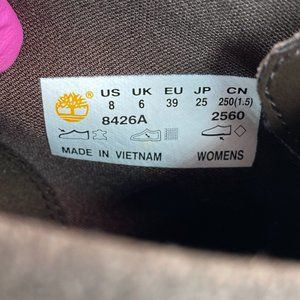 US UK EU JP CN
8 6 39 25 250(1.5)
8426A 2560
MADE IN VIETNAM WOMENS